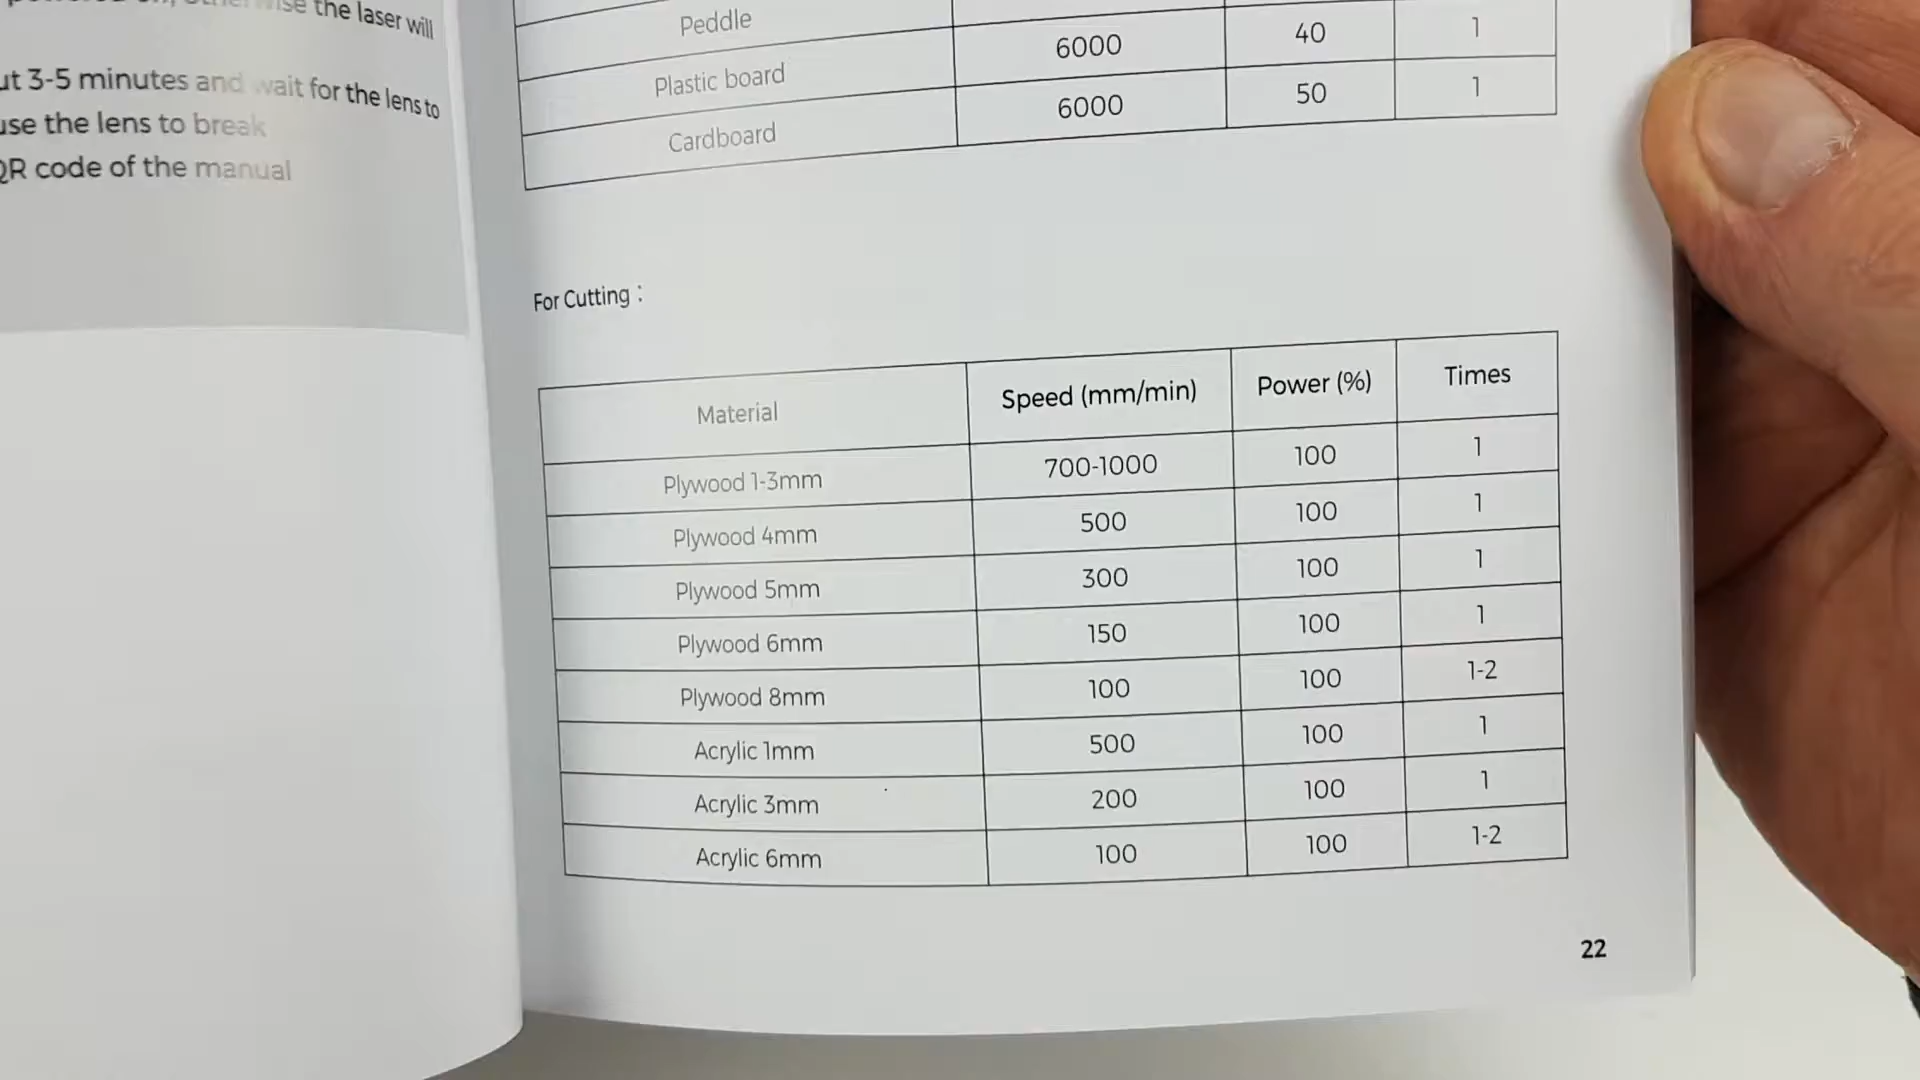 the laser will
3-5 minutes and wait for the lens to
use the lens to break
QR code of the manual
Peddle
Plastic board 6000 40 1
Cardboard 6000 50 1
For Cutting :
Material Speed (mm/min) Power (%) Times
Plywood 1-3mm 700-1000 100 1
Plywood 4mm 500 100 1
Plywood 5mm 300 100 1
Plywood 6mm 150 100 1
Plywood 8mm 100 100 1-2
Acrylic 1mm 500 100 1
Acrylic 3mm 200 100 1
Acrylic 6mm 100 100 1-2
22